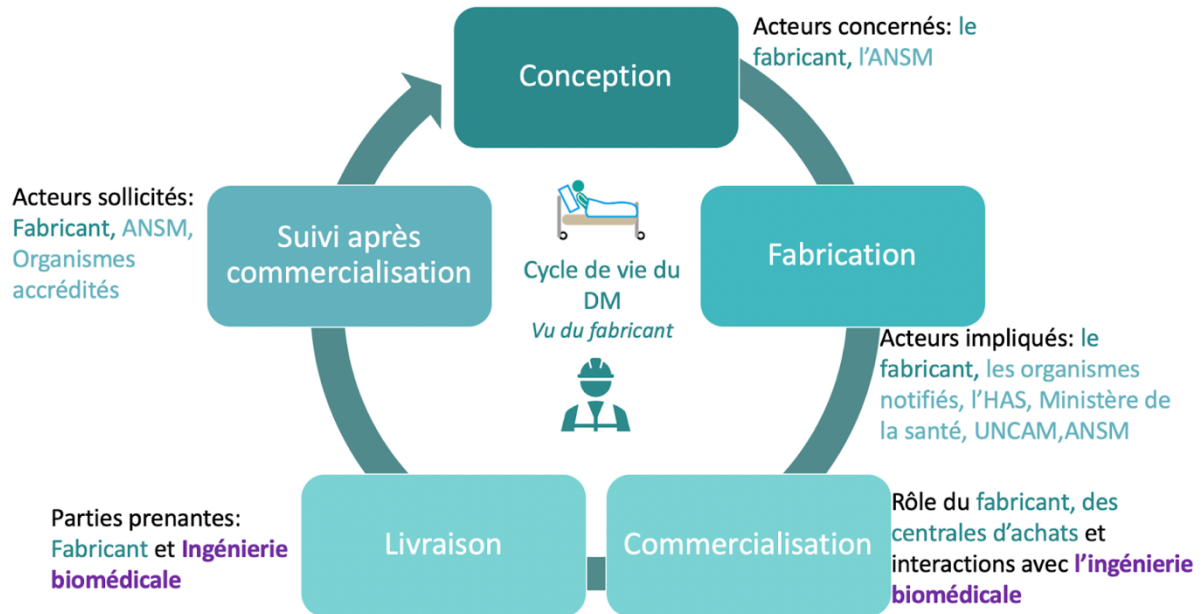 Conception
Acteurs concernés: le
fabricant, l'ANSM
Fabrication
Acteurs impliqués: le
fabricant, les organismes
notifiés, l'HAS, Ministère de
la santé, UNCAM,ANSM
Commercialisation
Rôle du fabricant, des
centrales d'achats et
interactions avec l'ingénierie
biomédicale
Livraison
Parties prenantes:
Fabricant et Ingénierie
biomédicale
Suivi après
commercialisation
Acteurs sollicités:
Fabricant, ANSM,
Organismes
accrédités
Cycle de vie du
DM
Vu du fabricant